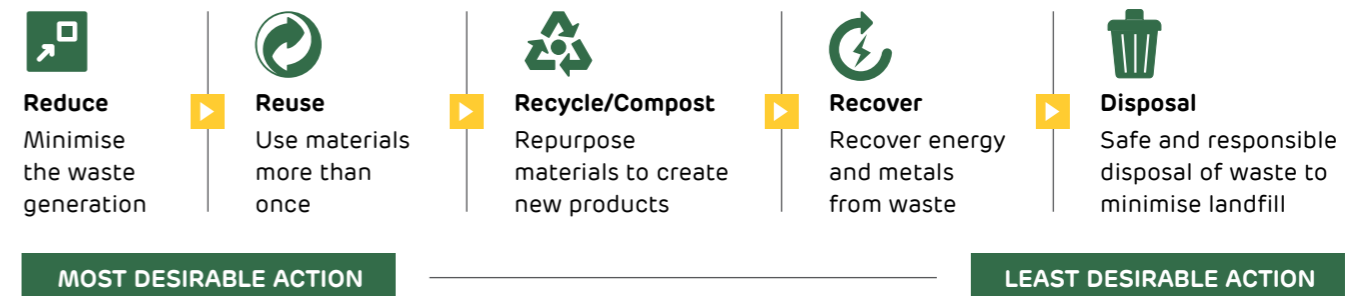 Reduce
Minimise
the waste
generation
Reuse
Use materials
more than
once
Recycle/Compost
Repurpose
materials to create
new products
Recover
Recover energy
and metals
from waste
Disposal
Safe and responsible
disposal of waste to
minimise landfill
MOST DESIRABLE ACTION
LEAST DESIRABLE ACTION